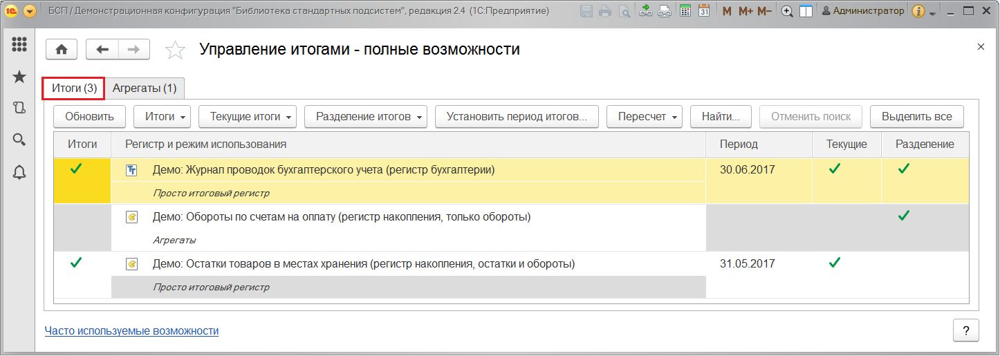 1С БСП / Демонстрационная конфигурация "Библиотека стандартных подсистем", редакция 2.4 (1С:Предприятие) 31 M M+ M− Администратор i
Управление итогами - полные возможности ×
Итоги (3) Агрегаты (1)
Обновить Итоги Текущие итоги Разделение итогов Установить период итогов... Пересчет Найти... Отменить поиск Выделить все
Итоги Регистр и режим использования Период Текущие Разделение
Тт Демо: Журнал проводок бухгалтерского учета (регистр бухгалтерии) 30.06.2017
Просто итоговый регистр
Демо: Обороты по счетам на оплату (регистр накопления, только обороты)
Агрегаты
Демо: Остатки товаров в местах хранения (регистр накопления, остатки и обороты) 31.05.2017
Просто итоговый регистр
Часто используемые возможности ?